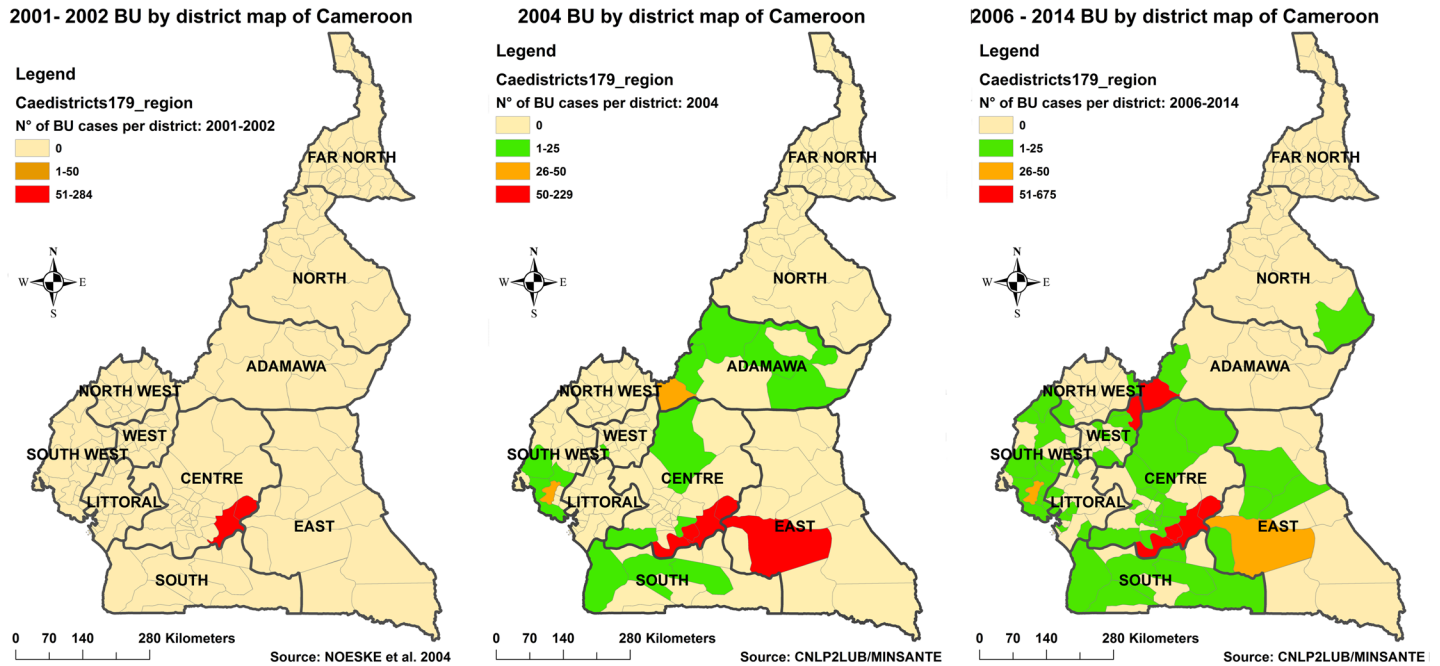 2001- 2002 BU by district map of Cameroon
Legend
Caedistricts179_region
N° of BU cases per district: 2001-2002
0
1-50
51-284
N
W E
S
FAR NORTH
NORTH
ADAMAWA
NORTH WEST
WEST
SOUTH WEST
CENTRE
LITTORAL
EAST
SOUTH
0 70 140 280 Kilometers
Source: NOESKE et al. 2004
2004 BU by district map of Cameroon
Legend
Caedistricts179_region
N° of BU cases per district: 2004
0
1-25
26-50
50-229
N
W E
S
FAR NORTH
NORTH
ADAMAWA
NORTH WEST
WEST
SOUTH WEST
CENTRE
LITTORAL
EAST
SOUTH
0 70 140 280 Kilometers
Source: CNLP2LUB/MINSANTE
2006 - 2014 BU by district map of Cameroon
Legend
Caedistricts179_region
N° of BU cases per district: 2006-2014
0
1-25
26-50
51-675
N
W E
S
FAR NORTH
NORTH
ADAMAWA
NORTH WEST
WEST
SOUTH WEST
CENTRE
LITTORAL
EAST
SOUTH
0 70 140 280 Kilometers
Source: CNLP2LUB/MINSANTE